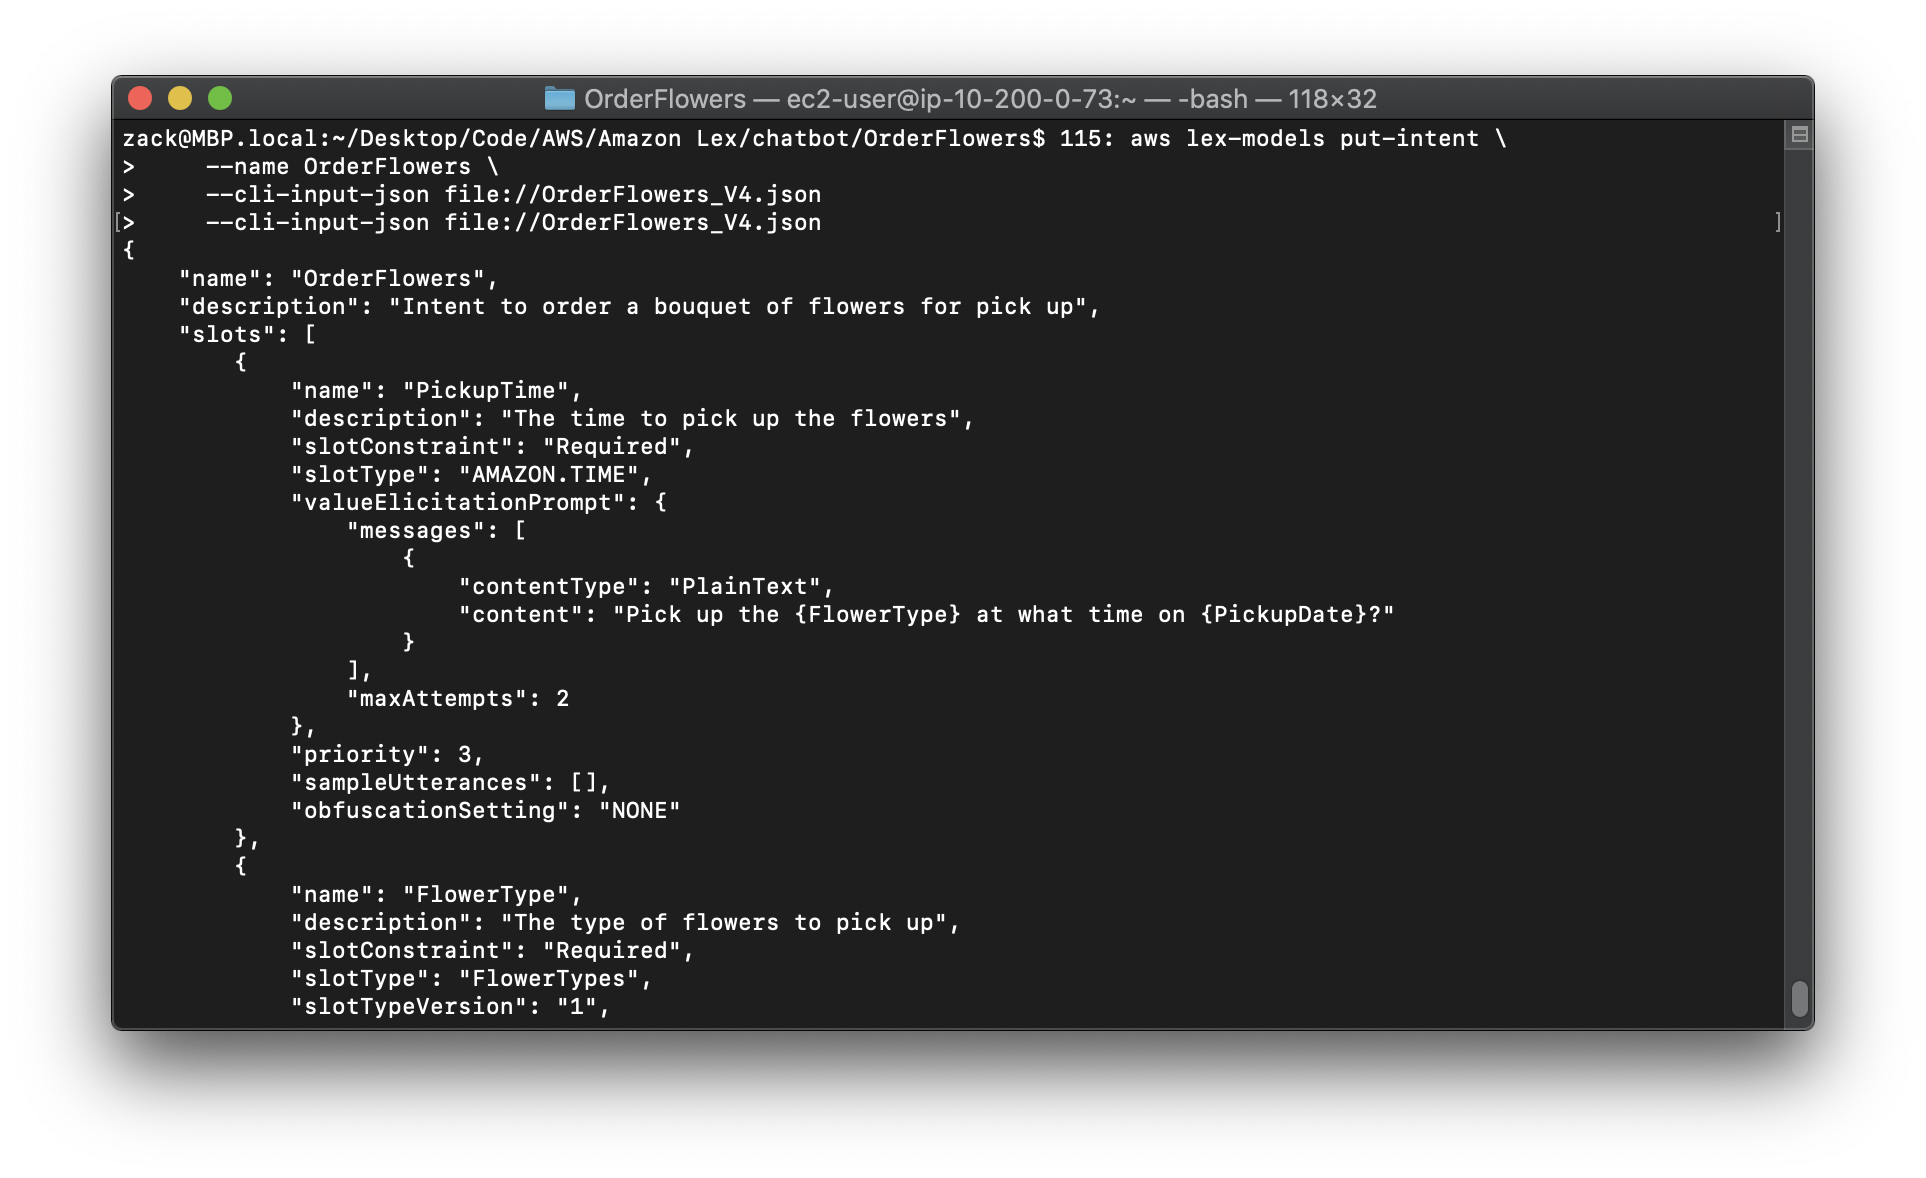 OrderFlowers — ec2-user@ip-10-200-0-73:~ — -bash — 118×32
zack@MBP.local:~/Desktop/Code/AWS/Amazon Lex/chatbot/OrderFlowers$ 115: aws lex-models put-intent \
>     --name OrderFlowers \
>     --cli-input-json file://OrderFlowers_V4.json
[>     --cli-input-json file://OrderFlowers_V4.json ]
{
    "name": "OrderFlowers",
    "description": "Intent to order a bouquet of flowers for pick up",
    "slots": [
        {
            "name": "PickupTime",
            "description": "The time to pick up the flowers",
            "slotConstraint": "Required",
            "slotType": "AMAZON.TIME",
            "valueElicitationPrompt": {
                "messages": [
                    {
                        "contentType": "PlainText",
                        "content": "Pick up the {FlowerType} at what time on {PickupDate}?"
                    }
                ],
                "maxAttempts": 2
            },
            "priority": 3,
            "sampleUtterances": [],
            "obfuscationSetting": "NONE"
        },
        {
            "name": "FlowerType",
            "description": "The type of flowers to pick up",
            "slotConstraint": "Required",
            "slotType": "FlowerTypes",
            "slotTypeVersion": "1",